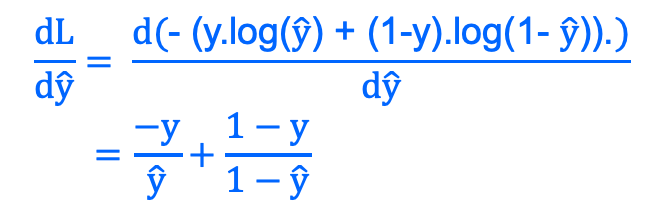 dL/dŷ = d(- (y.log(ŷ) + (1-y).log(1- ŷ)).)/dŷ
= −y/ŷ + 1 − y/1 − ŷ